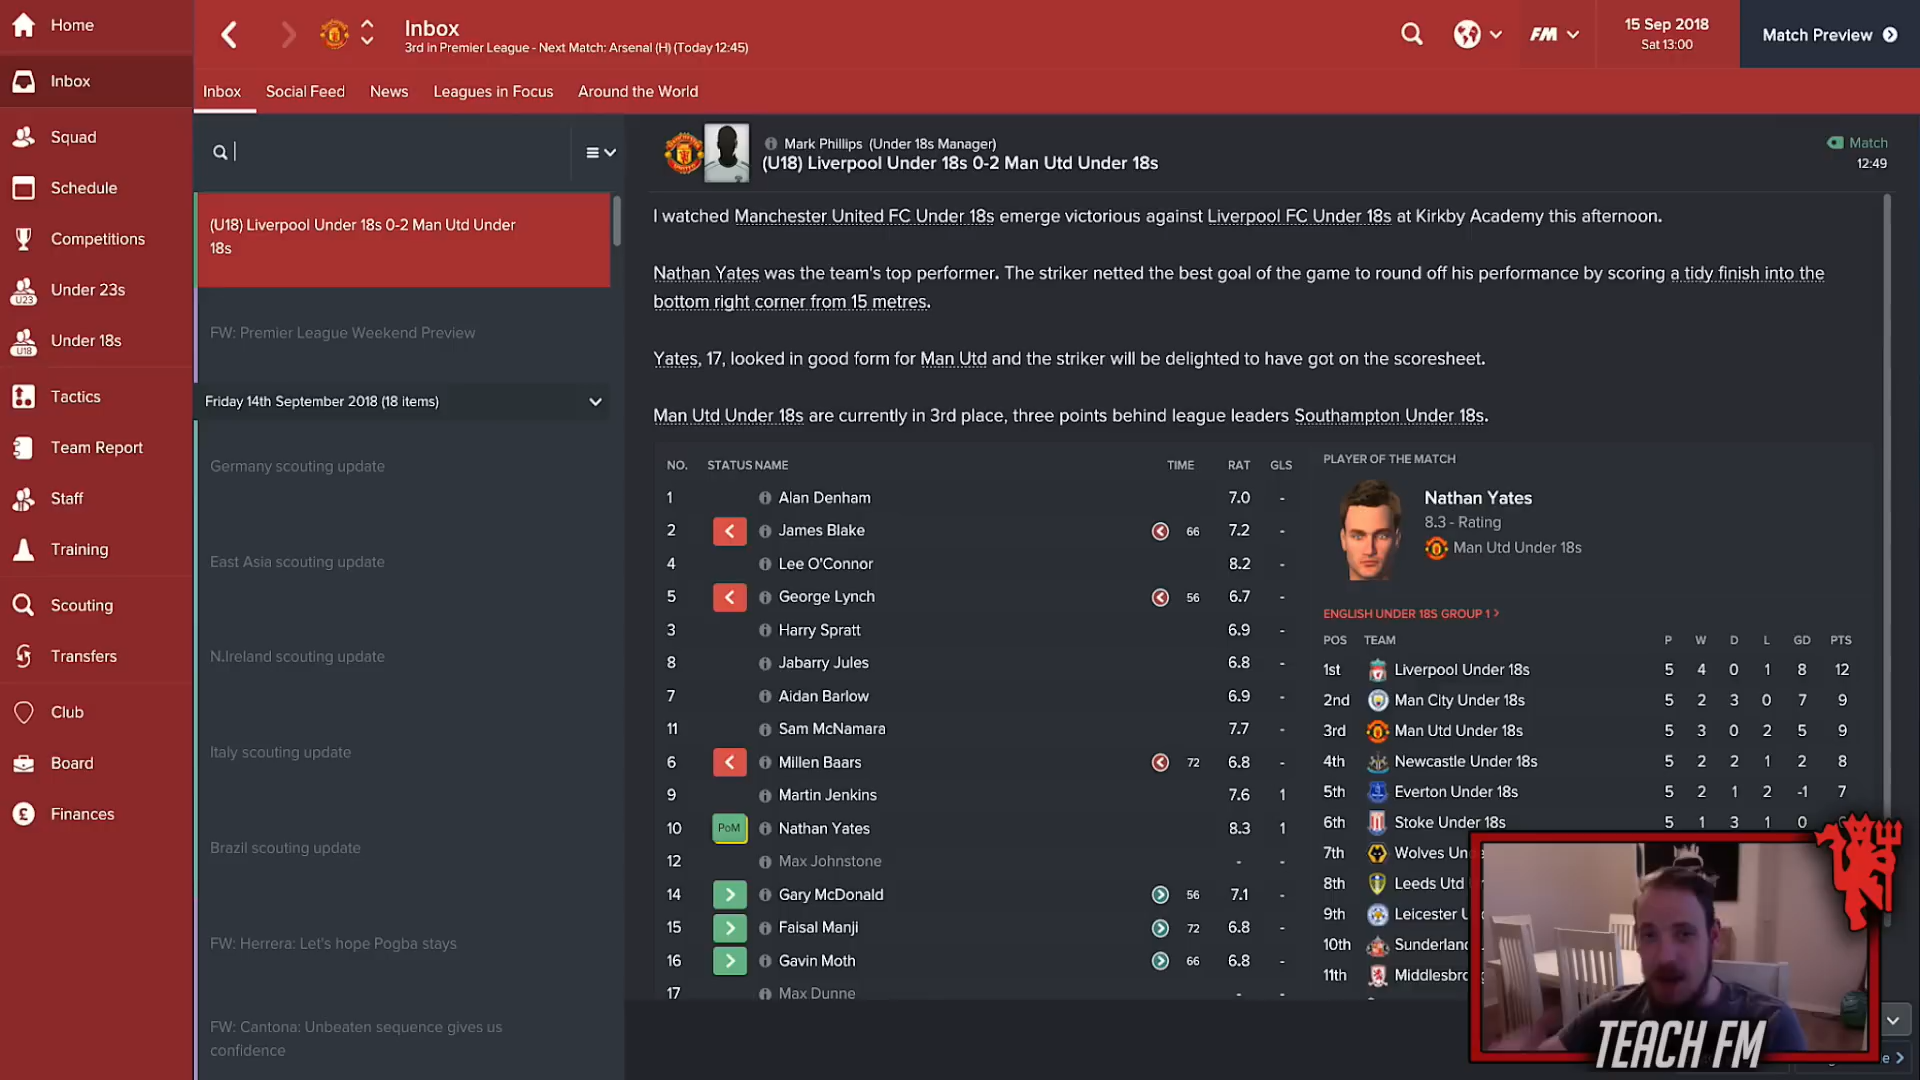 Home
Inbox
Squad
Schedule
Competitions
U23
Under 23s
U18
Under 18s
Tactics
Team Report
Staff
Training
Scouting
Transfers
Club
Board
Finances
Inbox
3rd in Premier League - Next Match: Arsenal (H) (Today 12:45)
FM
15 Sep 2018
Sat 13:00
Match Preview
Inbox Social Feed News Leagues in Focus Around the World
(U18) Liverpool Under 18s 0-2 Man Utd Under
18s
FW: Premier League Weekend Preview
Friday 14th September 2018 (18 items)
Germany scouting update
East Asia scouting update
N.Ireland scouting update
Italy scouting update
Brazil scouting update
FW: Herrera: Let's hope Pogba stays
FW: Cantona: Unbeaten sequence gives us
confidence
Mark Phillips (Under 18s Manager)
(U18) Liverpool Under 18s 0-2 Man Utd Under 18s
Match
12:49
I watched Manchester United FC Under 18s emerge victorious against Liverpool FC Under 18s at Kirkby Academy this afternoon.
Nathan Yates was the team's top performer. The striker netted the best goal of the game to round off his performance by scoring a tidy finish into the
bottom right corner from 15 metres.
Yates, 17, looked in good form for Man Utd and the striker will be delighted to have got on the scoresheet.
Man Utd Under 18s are currently in 3rd place, three points behind league leaders Southampton Under 18s.
NO. STATUS NAME TIME RAT GLS
1 Alan Denham 7.0 -
2 James Blake 66 7.2 -
4 Lee O'Connor 8.2 -
5 George Lynch 56 6.7 -
3 Harry Spratt 6.9 -
8 Jabarry Jules 6.8 -
7 Aidan Barlow 6.9 -
11 Sam McNamara 7.7 -
6 Millen Baars 72 6.8 -
9 Martin Jenkins 7.6 1
10 PoM Nathan Yates 8.3 1
12 Max Johnstone - -
14 Gary McDonald 56 7.1 -
15 Faisal Manji 72 6.8 -
16 Gavin Moth 66 6.8 -
17 Max Dunne - -
PLAYER OF THE MATCH
Nathan Yates
8.3 - Rating
Man Utd Under 18s
ENGLISH UNDER 18S GROUP 1 >
POS TEAM P W D L GD PTS
1st Liverpool Under 18s 5 4 0 1 8 12
2nd Man City Under 18s 5 2 3 0 7 9
3rd Man Utd Under 18s 5 3 0 2 5 9
4th Newcastle Under 18s 5 2 2 1 2 8
5th Everton Under 18s 5 2 1 2 -1 7
6th Stoke Under 18s 5 1 3 1 0
7th Wolves Un
8th Leeds Utd
9th Leicester U
10th Sunderland
11th Middlesbro
TEACH FM